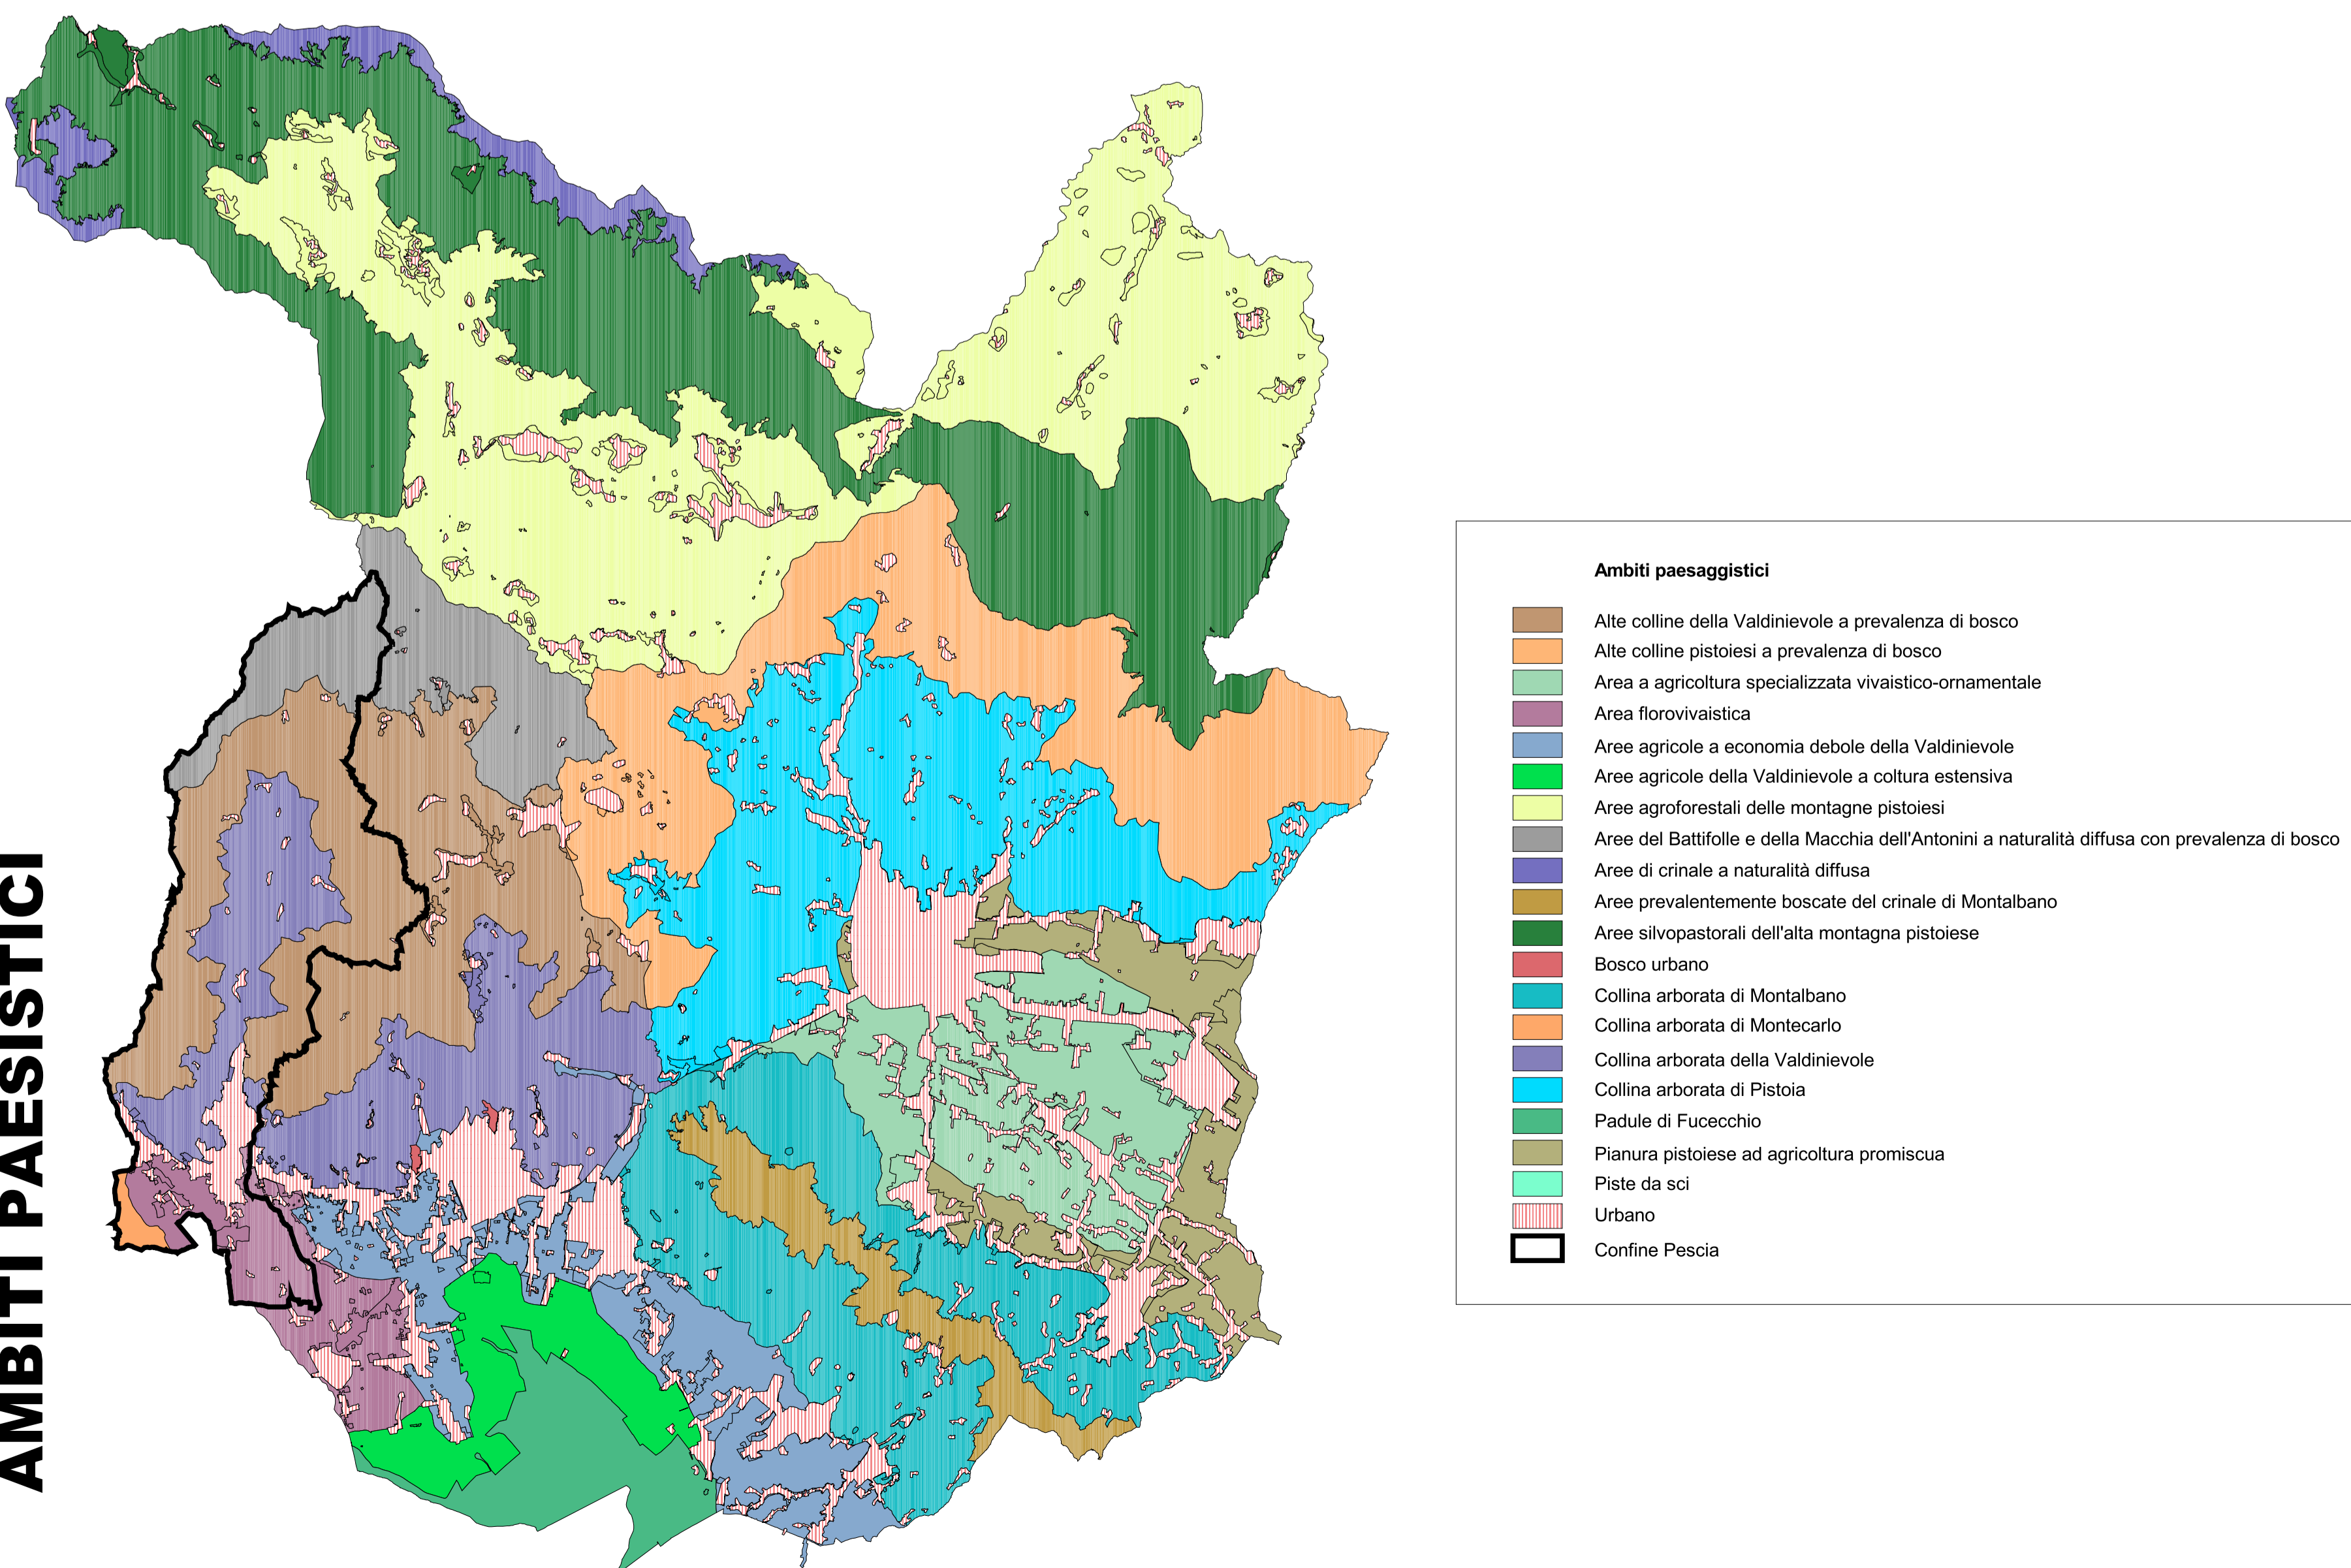 AMBITI PAESISTICI
Ambiti paesaggistici
Alte colline della Valdinievole a prevalenza di bosco
Alte colline pistoiesi a prevalenza di bosco
Area a agricoltura specializzata vivaistico-ornamentale
Area florovivaistica
Aree agricole a economia debole della Valdinievole
Aree agricole della Valdinievole a coltura estensiva
Aree agroforestali delle montagne pistoiesi
Aree del Battifolle e della Macchia dell'Antonini a naturalità diffusa con prevalenza di bosco
Aree di crinale a naturalità diffusa
Aree prevalentemente boscate del crinale di Montalbano
Aree silvopastorali dell'alta montagna pistoiese
Bosco urbano
Collina arborata di Montalbano
Collina arborata di Montecarlo
Collina arborata della Valdinievole
Collina arborata di Pistoia
Padule di Fucecchio
Pianura pistoiese ad agricoltura promiscua
Piste da sci
Urbano
Confine Pescia